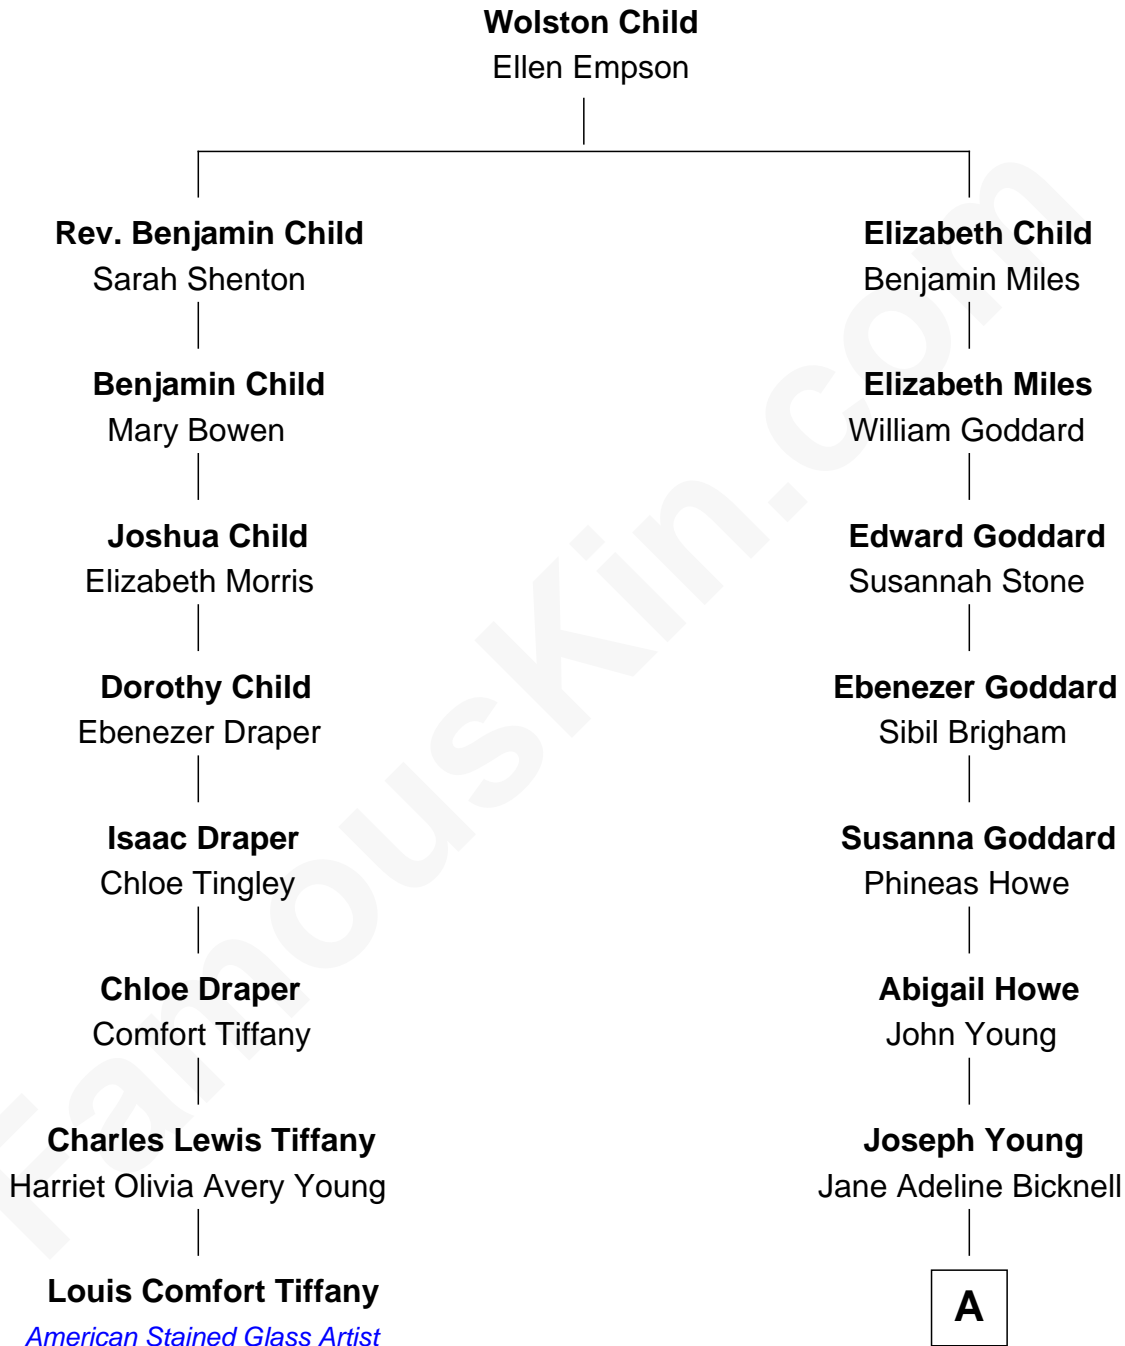 Wolston Child
Ellen Empson
Rev. Benjamin Child
Sarah Shenton
Benjamin Child
Mary Bowen
Joshua Child
Elizabeth Morris
Dorothy Child
Ebenezer Draper
Isaac Draper
Chloe Tingley
Chloe Draper
Comfort Tiffany
Charles Lewis Tiffany
Harriet Olivia Avery Young
Louis Comfort Tiffany
American Stained Glass Artist
Elizabeth Child
Benjamin Miles
Elizabeth Miles
William Goddard
Edward Goddard
Susannah Stone
Ebenezer Goddard
Sibil Brigham
Susanna Goddard
Phineas Howe
Abigail Howe
John Young
Joseph Young
Jane Adeline Bicknell
A
FamousKin.com